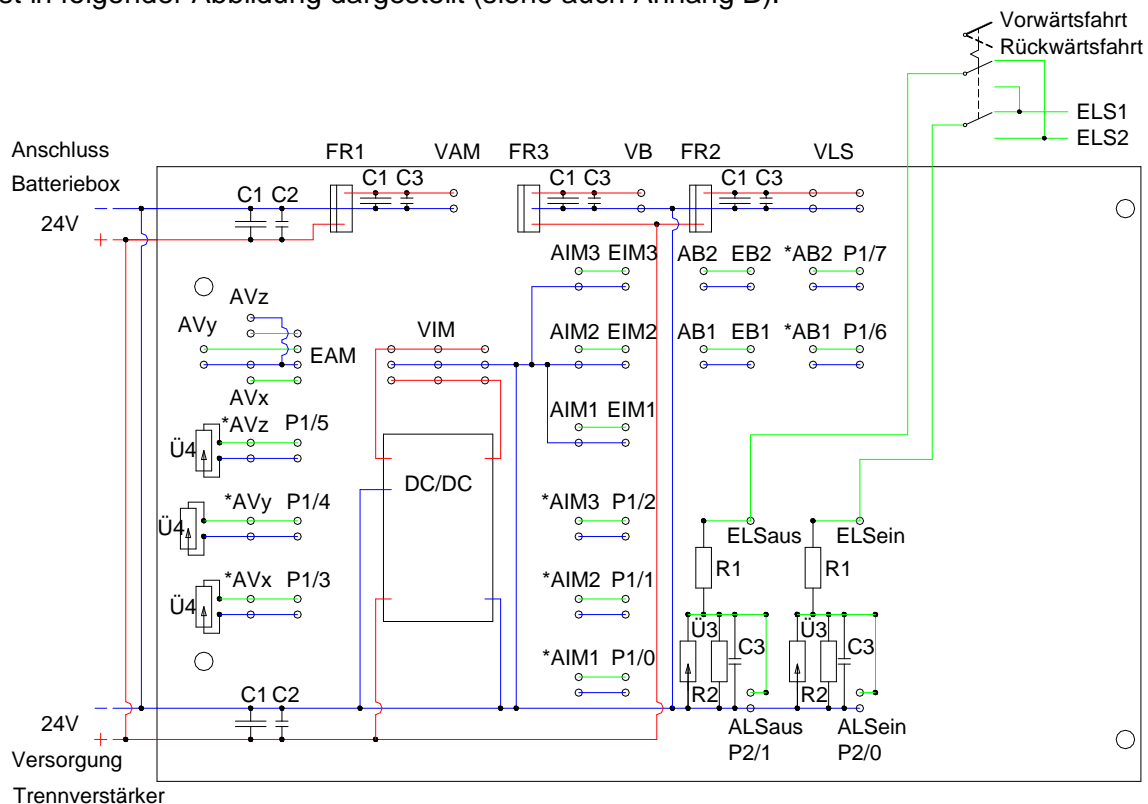 st in folgender Abbildung dargestellt (siehe auch Anhang B).
Vorwärtsfahrt
Rückwärtsfahrt
ELS1
ELS2
Anschluss
Batteriebox
24V
FR1 VAM FR3 VB FR2 VLS
C1 C2 C1 C3 C1 C3 C1 C3
AIM3 EIM3 AB2 EB2 *AB2 P1/7
AVz
AVy
EAM
VIM
AIM2 EIM2 AB1 EB1 *AB1 P1/6
AVx
AIM1 EIM1
*AVz P1/5
Ü4
DC/DC
*AVy P1/4
Ü4
*AIM3 P1/2
ELSaus ELSein
R1 R1
*AVx P1/3
Ü4
*AIM2 P1/1
Ü3 Ü3
C3 C3
*AIM1 P1/0
R2 R2
C1 C2
24V
ALSaus ALSein
P2/1 P2/0
Versorgung
Trennverstärker